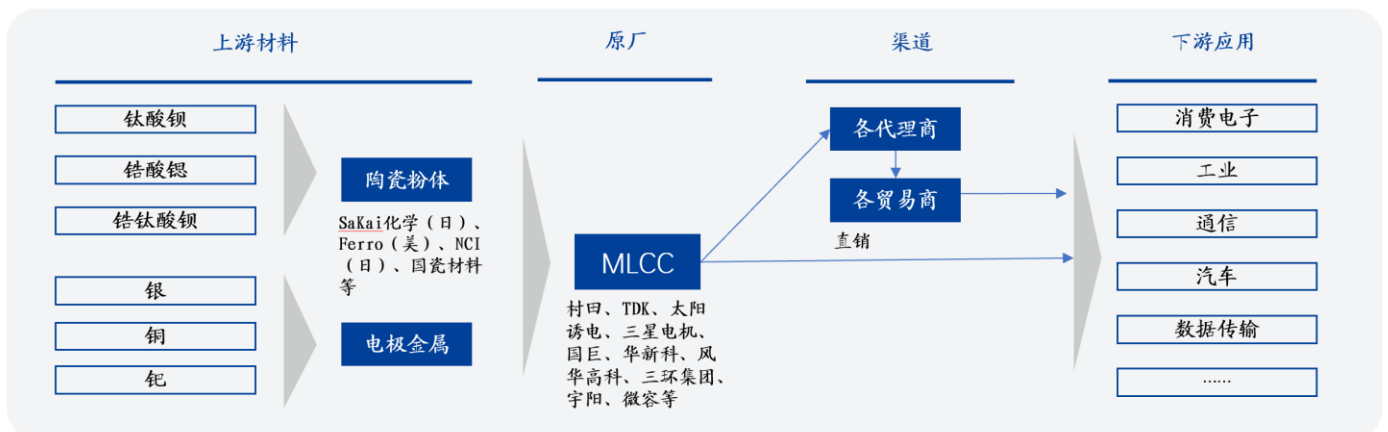 上游材料
原厂
渠道
下游应用
钛酸钡
锆酸锶
锆钛酸钡
银
铜
钯
陶瓷粉体
SaKai化学（日）、
Ferro（美）、NCI
（日）、国瓷材料
等
电极金属
MLCC
村田、TDK、太阳
诱电、三星电机、
国巨、华新科、风
华高科、三环集团、
宇阳、微容等
各代理商
各贸易商
直销
消费电子
工业
通信
汽车
数据传输
……